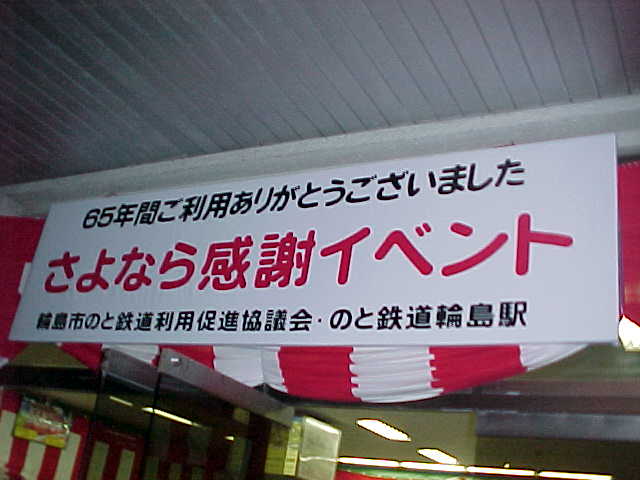 65年間ご利用ありがとうございました
さよなら感謝イベント
輪島市のと鉄道利用促進協議会・のと鉄道輪島駅